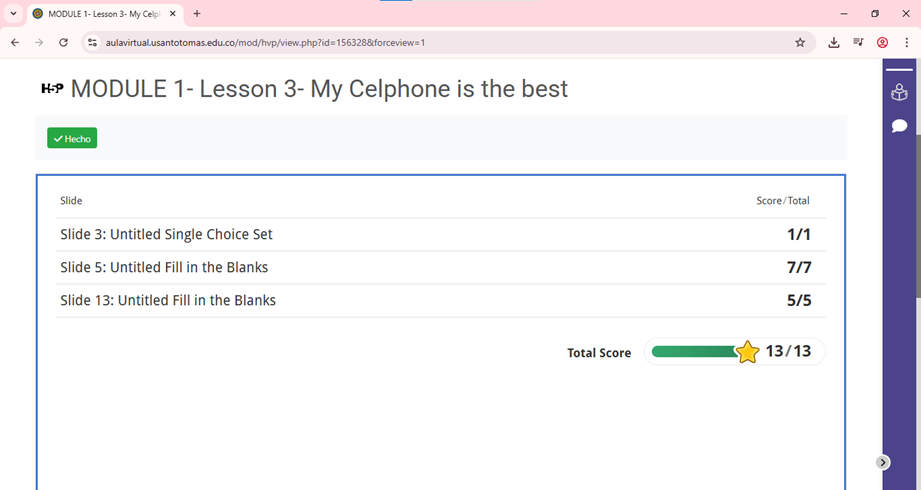 MODULE 1- Lesson 3- My Celpl
aulavirtual.usantotomas.edu.co/mod/hvp/view.php?id=156328&forceview=1
H5P MODULE 1- Lesson 3- My Celphone is the best
Hecho
Slide Score/Total
Slide 3: Untitled Single Choice Set 1/1
Slide 5: Untitled Fill in the Blanks 7/7
Slide 13: Untitled Fill in the Blanks 5/5
Total Score 13/13